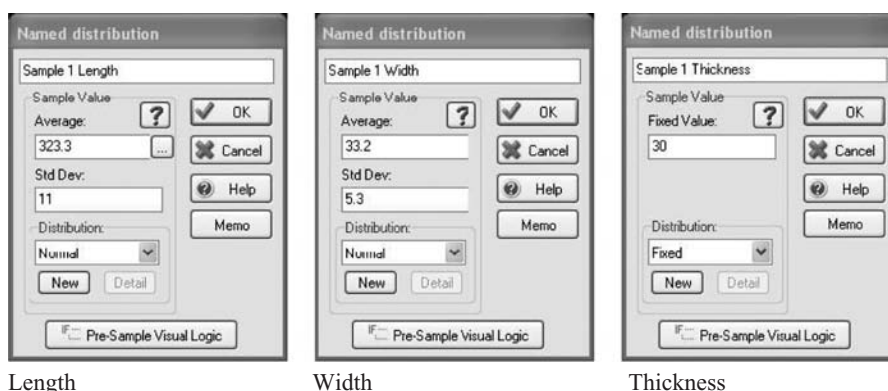 Named distribution
Sample 1 Length
Sample Value
Average:
?
OK
323.3
...
Cancel
Std Dev:
11
Help
Distribution:
Memo
Normal
New
Detail
IF Pre-Sample Visual Logic
Length
Named distribution
Sample 1 Width
Sample Value
Average:
?
OK
33.2
Cancel
Std Dev:
5.3
Help
Distribution:
Memo
Normal
New
Detail
IF Pre-Sample Visual Logic
Width
Named distribution
Sample 1 Thickness
Sample Value
Fixed Value:
?
OK
30
Cancel
Help
Distribution:
Memo
Fixed
New
Detail
IF Pre-Sample Visual Logic
Thickness